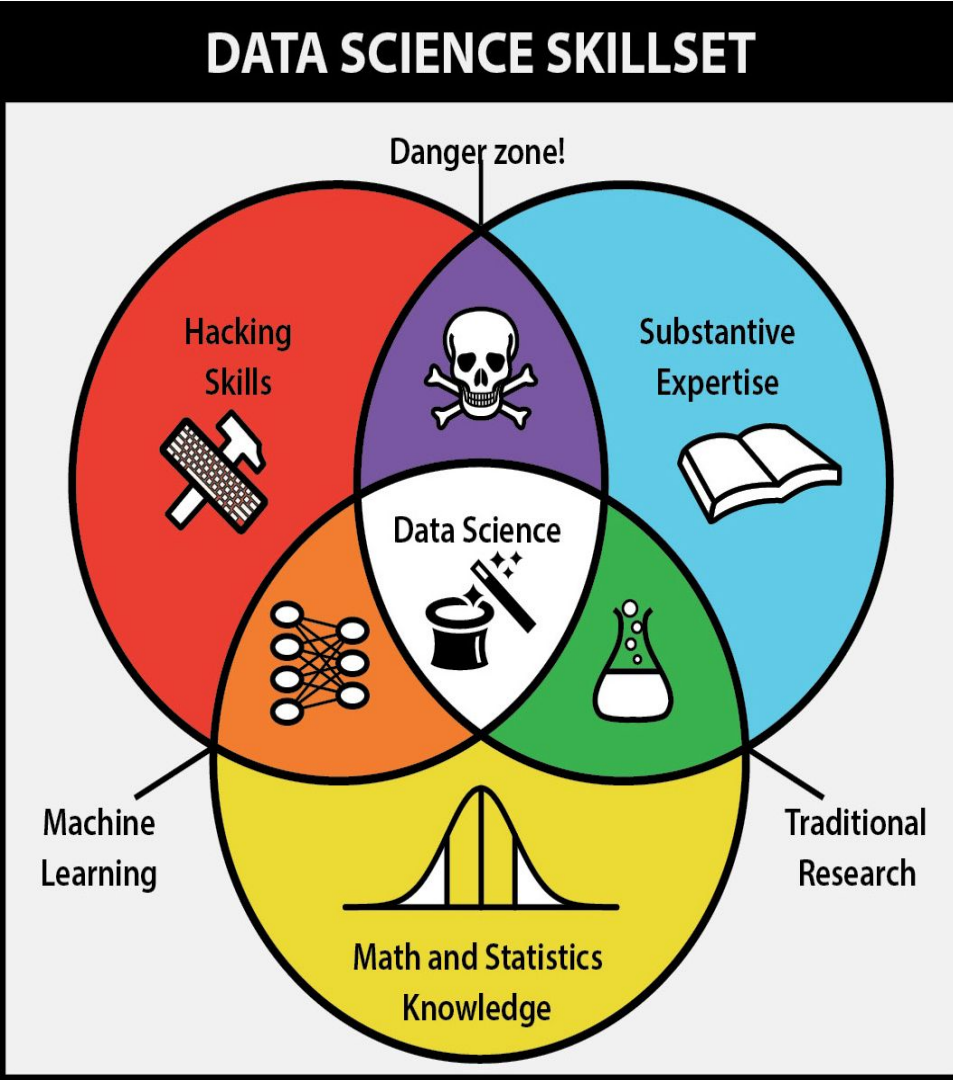 DATA SCIENCE SKILLSET
Danger zone!
Hacking
Skills
Substantive
Expertise
Data Science
Machine
Learning
Traditional
Research
Math and Statistics
Knowledge